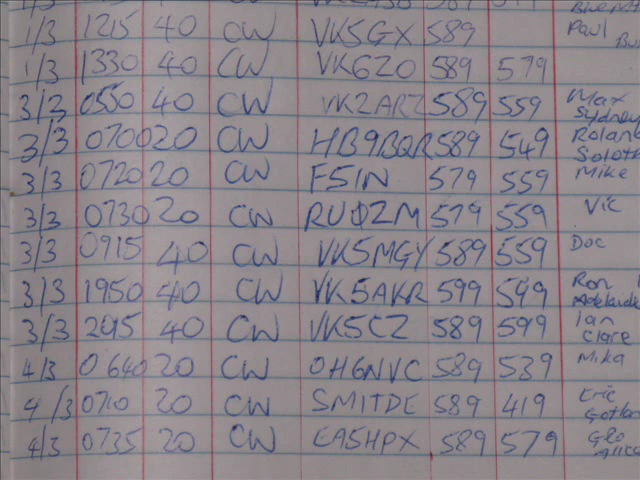 1/3 1215 40 CW VK5GX 589 Paul
1/3 1330 40 CW VK6ZO 589 579
3/3 0550 40 CW VK2ARZ 589 559 Max
Sydney
3/3 0700 20 CW HB9BQR 589 549 Roland
3/3 0720 20 CW F5IN 579 559 Mike
3/3 0730 20 CW RU0ZM 579 559 Vic
3/3 0915 40 CW VK5MGY 589 559 Doc
3/3 1950 40 CW VK5AKR 599 599 Ron
Adelaide
3/3 2015 40 CW VK5CZ 589 599 Ian
Clare
4/3 0640 20 CW OH6NVC 589 539 Mika
4/3 0710 20 CW SM1TDE 589 419 Eric
4/3 0735 20 CW EA5HPX 589 579